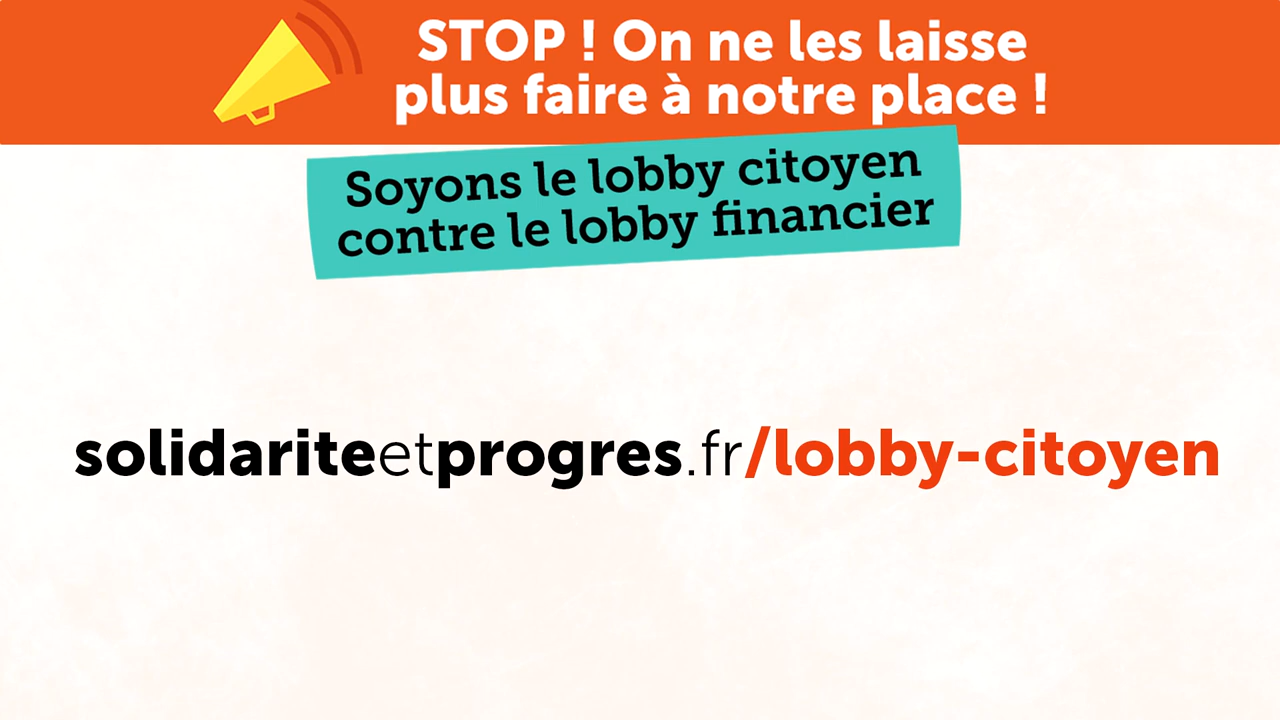 STOP ! On ne les laisse
plus faire à notre place !
Soyons le lobby citoyen
contre le lobby financier
solidariteetprogres.fr/lobby-citoyen